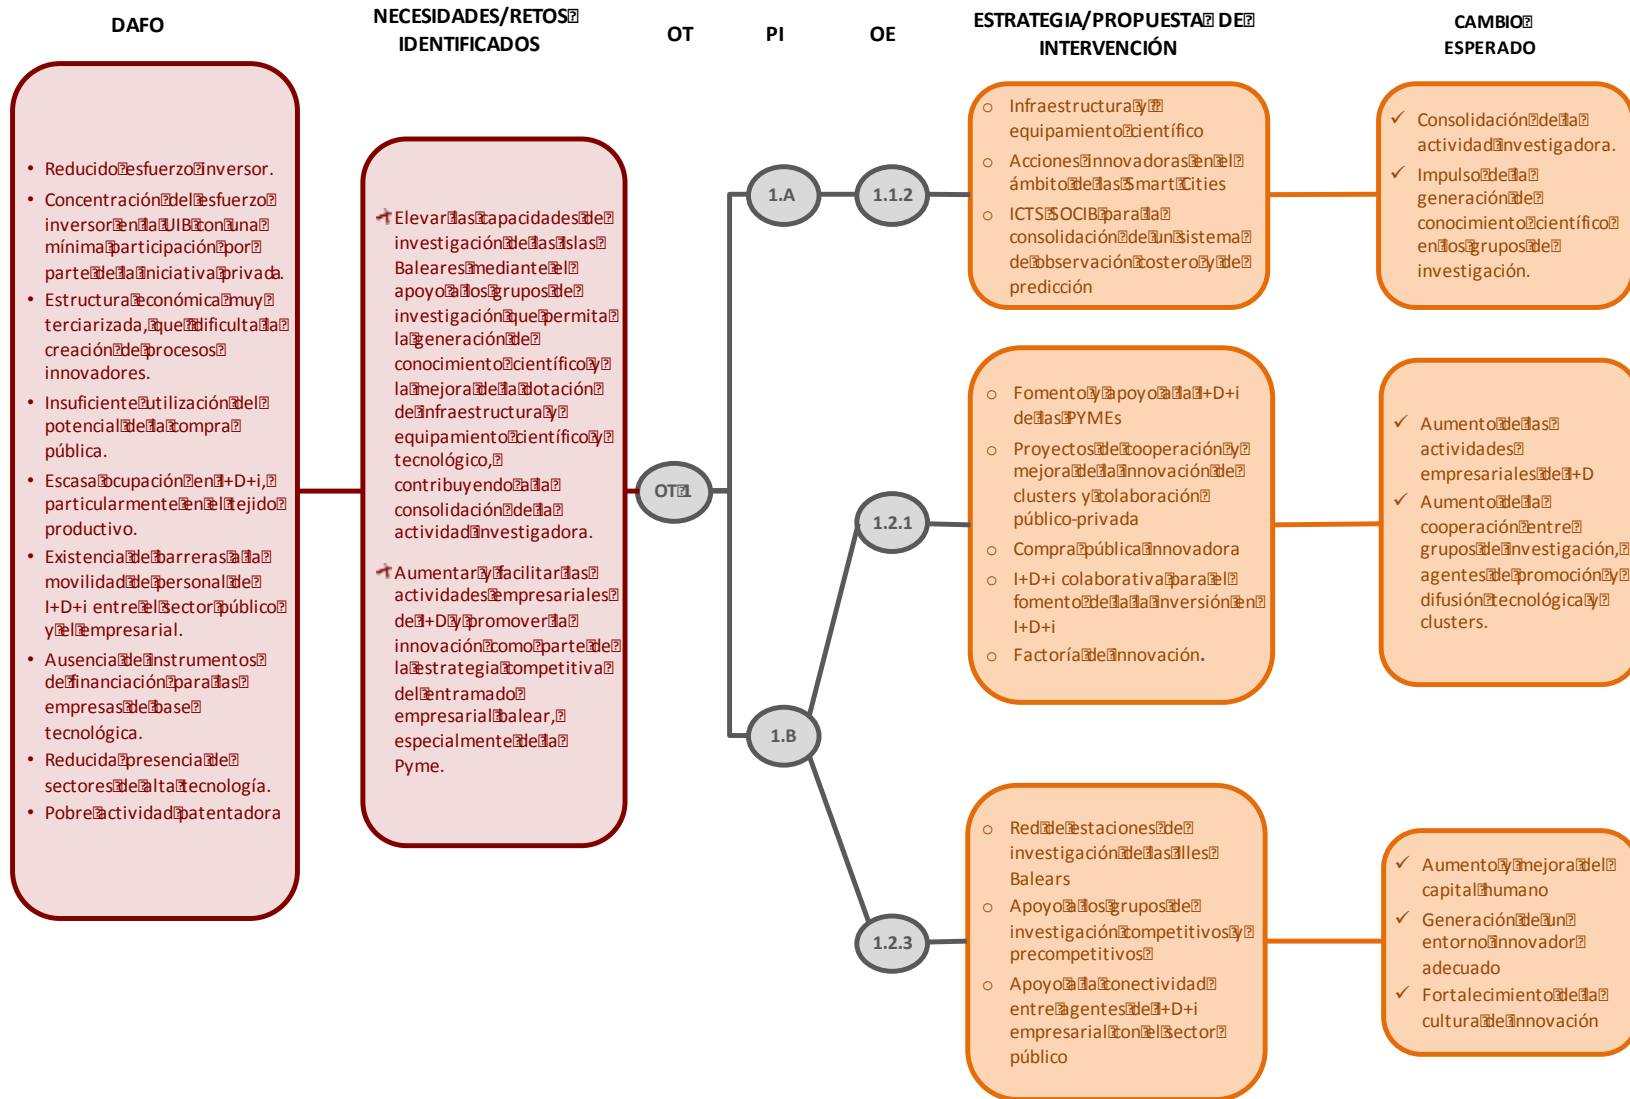 DAFO
NECESIDADES/RETOS
IDENTIFICADOS
OT
PI
OE
ESTRATEGIA/PROPUESTA DE
INTERVENCIÓN
CAMBIO
ESPERADO
• Reducido esfuerzo inversor.
• Concentración del esfuerzo
inversor en la UIB con una
mínima participación por
parte de la iniciativa privada.
• Estructura económica muy
terciarizada, que dificulta la
creación de procesos
innovadores.
• Insuficiente utilización del
potencial de la compra
pública.
• Escasa ocupación en I+D+i,
particularmente en el tejido
productivo.
• Existencia de barreras a la
movilidad de personal de
I+D+i entre el sector público
y el empresarial.
• Ausencia de instrumentos
de financiación para las
empresas de base
tecnológica.
• Reducida presencia de
sectores de alta tecnología.
• Pobre actividad patentadora
Elevar las capacidades de
investigación de las Islas
Baleares mediante el
apoyo a los grupos de
investigación que permita
la generación de
conocimiento científico y
la mejora de la dotación
de infraestructura y
equipamiento científico y
tecnológico,
contribuyendo a la
consolidación de la
actividad investigadora.
Aumentar y facilitar las
actividades empresariales
de I+D y promover la
innovación como parte de
la estrategia competitiva
del entramado
empresarial balear,
especialmente de la
Pyme.
OT 1
1.A
1.1.2
1.B
1.2.1
1.2.3
o Infraestructura y
equipamiento científico
o Acciones innovadoras en el
ámbito de las Smart Cities
o ICTS SOCIB para la
consolidación de un sistema
de observación costero y de
predicción
✓ Consolidación de la
actividad investigadora.
✓ Impulso de la
generación de
conocimiento científico
en los grupos de
investigación.
o Fomento y apoyo a la I+D+i
de las PYMEs
o Proyectos de cooperación y
mejora de la innovación de
clusters y colaboración
público-privada
o Compra pública innovadora
o I+D+i colaborativa para el
fomento de la la inversión en
I+D+i
o Factoría de innovación.
✓ Aumento de las
actividades
empresariales de I+D
✓ Aumento de la
cooperación entre
grupos de investigación,
agentes de promoción y
difusión tecnológica y
clusters.
o Red de estaciones de
investigación de las Illes
Balears
o Apoyo a los grupos de
investigación competitivos y
precompetitivos
o Apoyo a la conectividad
entre agentes de I+D+i
empresarial con el sector
público
✓ Aumento y mejora del
capital humano
✓ Generación de un
entorno innovador
adecuado
✓ Fortalecimiento de la
cultura de innovación